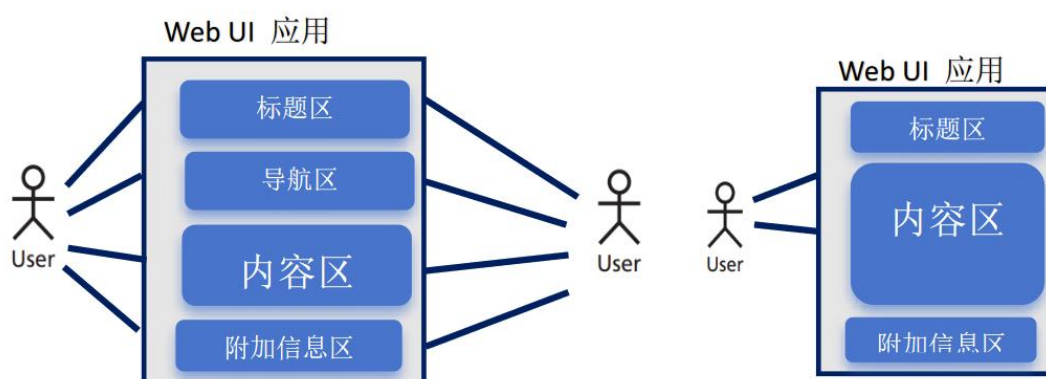 Web UI 应用
标题区
导航区
内容区
附加信息区
User
User
Web UI 应用
标题区
内容区
附加信息区
User